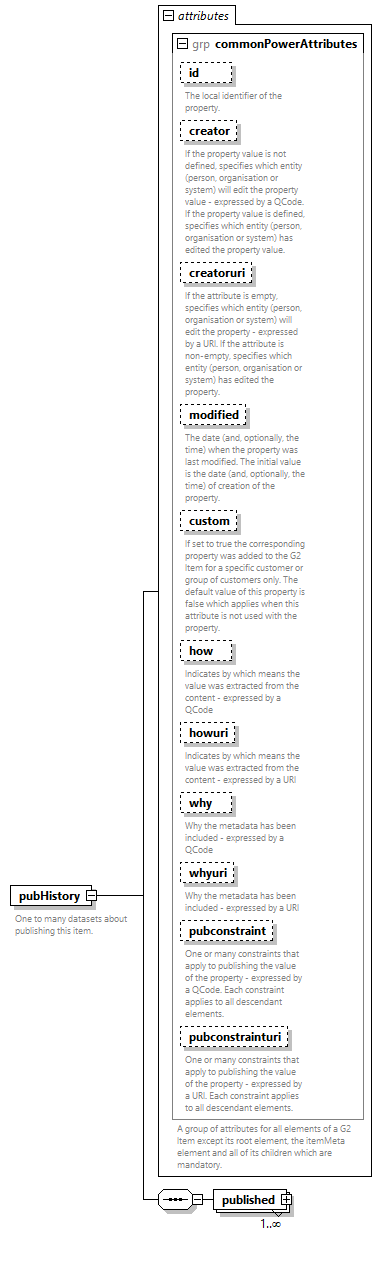 attributes
grp commonPowerAttributes
id
The local identifier of the
property.
creator
If the property value is not
defined, specifies which entity
(person, organisation or
system) will edit the property
value - expressed by a QCode.
If the property value is defined,
specifies which entity (person,
organisation or system) has
edited the property value.
creatoruri
If the attribute is empty,
specifies which entity (person,
organisation or system) will
edit the property - expressed
by a URI. If the attribute is
non-empty, specifies which
entity (person, organisation or
system) has edited the
property.
modified
The date (and, optionally, the
time) when the property was
last modified. The initial value
is the date (and, optionally, the
time) of creation of the
property.
custom
If set to true the corresponding
property was added to the G2
Item for a specific customer or
group of customers only. The
default value of this property is
false which applies when this
attribute is not used with the
property.
how
Indicates by which means the
value was extracted from the
content - expressed by a
QCode
howuri
Indicates by which means the
value was extracted from the
content - expressed by a URI
why
Why the metadata has been
included - expressed by a
QCode
whyuri
Why the metadata has been
included - expressed by a URI
pubconstraint
One or many constraints that
apply to publishing the value
of the property - expressed by
a QCode. Each constraint
applies to all descendant
elements.
pubconstrainturi
One or many constraints that
apply to publishing the value
of the property - expressed by
a URI. Each constraint applies
to all descendant elements.
A group of attributes for all elements of a G2
Item except its root element, the itemMeta
element and all of its children which are
mandatory.
pubHistory
One to many datasets about
publishing this item.
published
1..∞